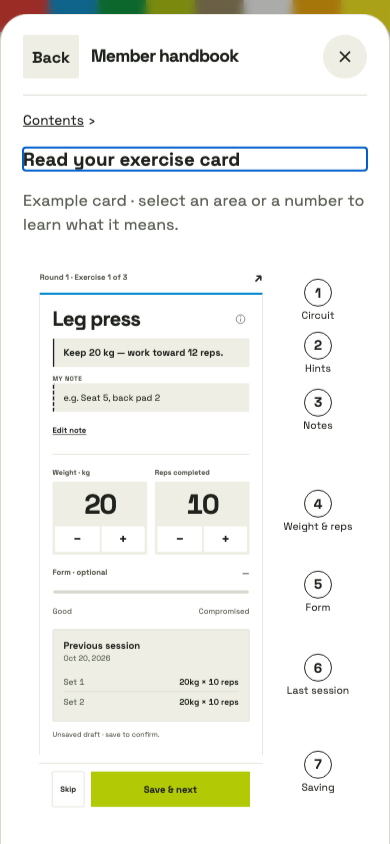 Back
Member handbook
Contents >
Read your exercise card
Example card · select an area or a number to
learn what it means.
Round 1 · Exercise 1 of 3
Leg press
Keep 20 kg — work toward 12 reps.
MY NOTE
e.g. Seat 5, back pad 2
Edit note
Weight · kg
Reps completed
20
10
− +
− +
Form · optional
—
Good
Compromised
Previous session
Oct 20, 2026
Set 1 20kg × 10 reps
Set 2 20kg × 10 reps
Unsaved draft · save to confirm.
Skip
Save & next
1
Circuit
2
Hints
3
Notes
4
Weight & reps
5
Form
6
Last session
7
Saving